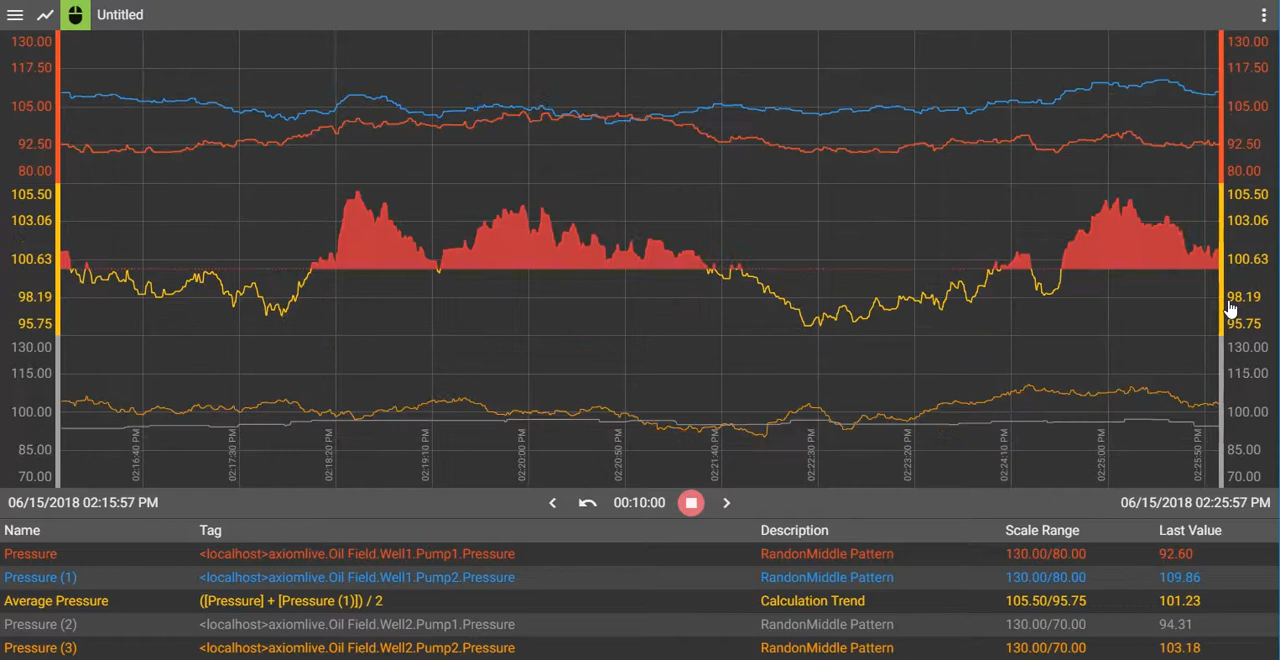 Untitled
130.00 130.00
117.50 117.50
105.00 105.00
92.50 92.50
80.00 80.00
105.50 105.50
103.06 103.06
100.63 100.63
98.19 98.19
95.75 95.75
130.00 130.00
115.00 115.00
100.00 100.00
85.00 85.00
70.00 70.00
02:16:40 PM 02:17:30 PM 02:18:20 PM 02:19:10 PM 02:20:00 PM 02:20:50 PM 02:21:40 PM 02:22:30 PM 02:23:20 PM 02:24:10 PM 02:25:00 PM 02:25:50 PM
06/15/2018 02:15:57 PM 00:10:00 06/15/2018 02:25:57 PM
Name Tag Description Scale Range Last Value
Pressure <localhost>axiomlive.Oil Field.Well1.Pump1.Pressure RandonMiddle Pattern 130.00/80.00 92.60
Pressure (1) <localhost>axiomlive.Oil Field.Well1.Pump2.Pressure RandonMiddle Pattern 130.00/80.00 109.86
Average Pressure ([Pressure] + [Pressure (1)]) / 2 Calculation Trend 105.50/95.75 101.23
Pressure (2) <localhost>axiomlive.Oil Field.Well2.Pump1.Pressure RandonMiddle Pattern 130.00/70.00 94.31
Pressure (3) <localhost>axiomlive.Oil Field.Well2.Pump2.Pressure RandonMiddle Pattern 130.00/70.00 103.18